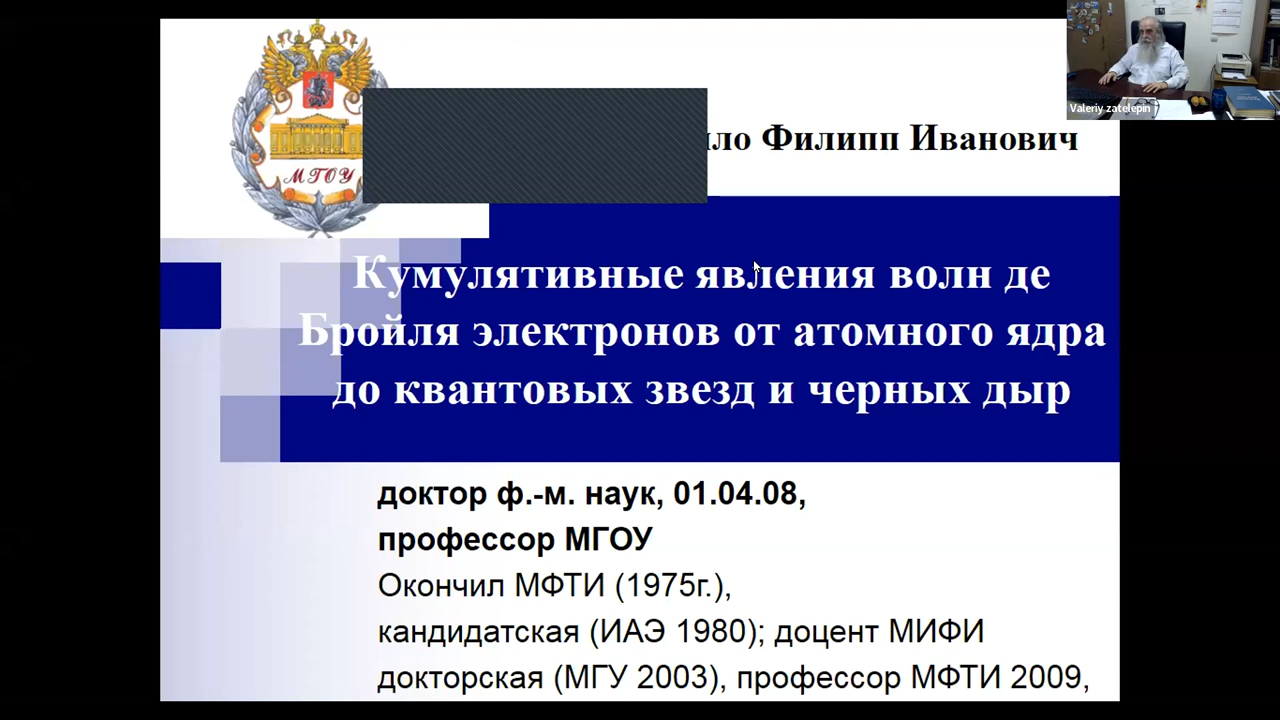 МГОУ
Филипп Иванович
Valeriy zatelepin
Кумулятивные явления волн де
Бройля электронов от атомного ядра
до квантовых звезд и черных дыр
доктор ф.-м. наук, 01.04.08,
профессор МГОУ
Окончил МФТИ (1975г.),
кандидатская (ИАЭ 1980); доцент МИФИ
докторская (МГУ 2003), профессор МФТИ 2009,